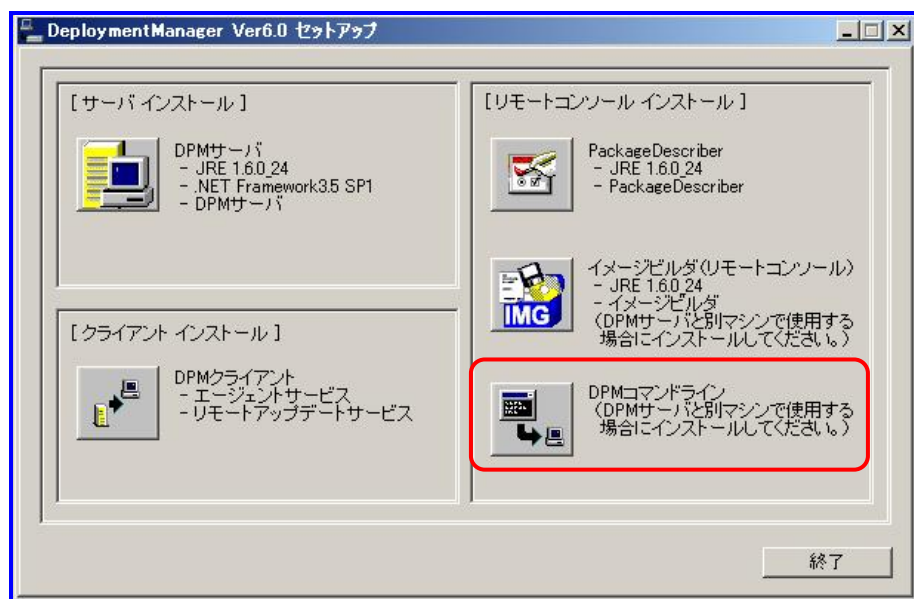 DeploymentManager Ver6.0 セットアップ
[ サーバ インストール ]
DPMサーバ
- JRE 1.6.0_24
- .NET Framework3.5 SP1
- DPMサーバ
[ クライアント インストール ]
DPMクライアント
- エージェントサービス
- リモートアップデートサービス
[ リモートコンソール インストール ]
PackageDescriber
- JRE 1.6.0_24
- PackageDescriber
イメージビルダ(リモートコンソール)
- JRE 1.6.0_24
- イメージビルダ
(DPMサーバと別マシンで使用する
場合にインストールしてください。)
IMG
DPMコマンドライン
(DPMサーバと別マシンで使用する
場合にインストールしてください。)
終了